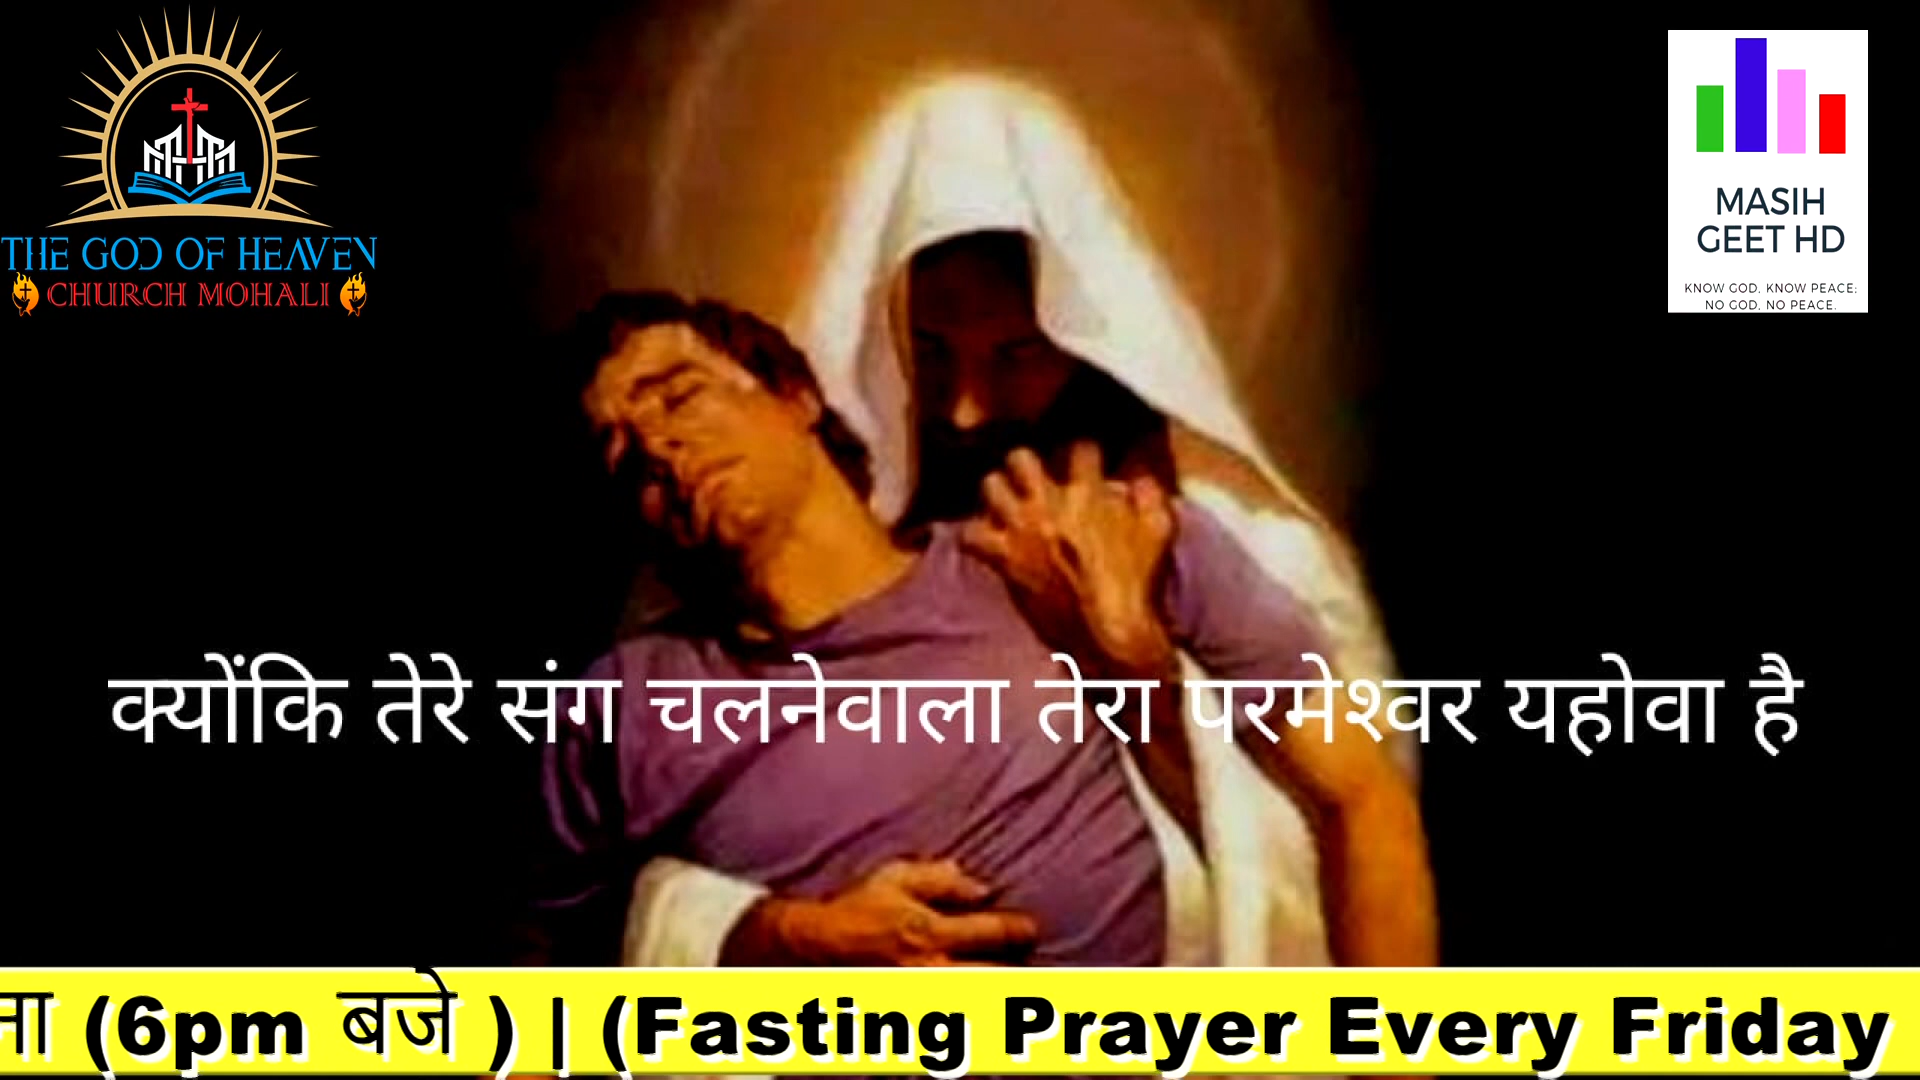 THE GOD OF HEAVEN
CHURCH MOHALI
MASIH
GEET HD
KNOW GOD, KNOW PEACE;
NO GOD, NO PEACE.
क्योंकि तेरे संग चलनेवाला तेरा परमेश्वर यहोवा है
ना (6pm बजे ) | (Fasting Prayer Every Friday